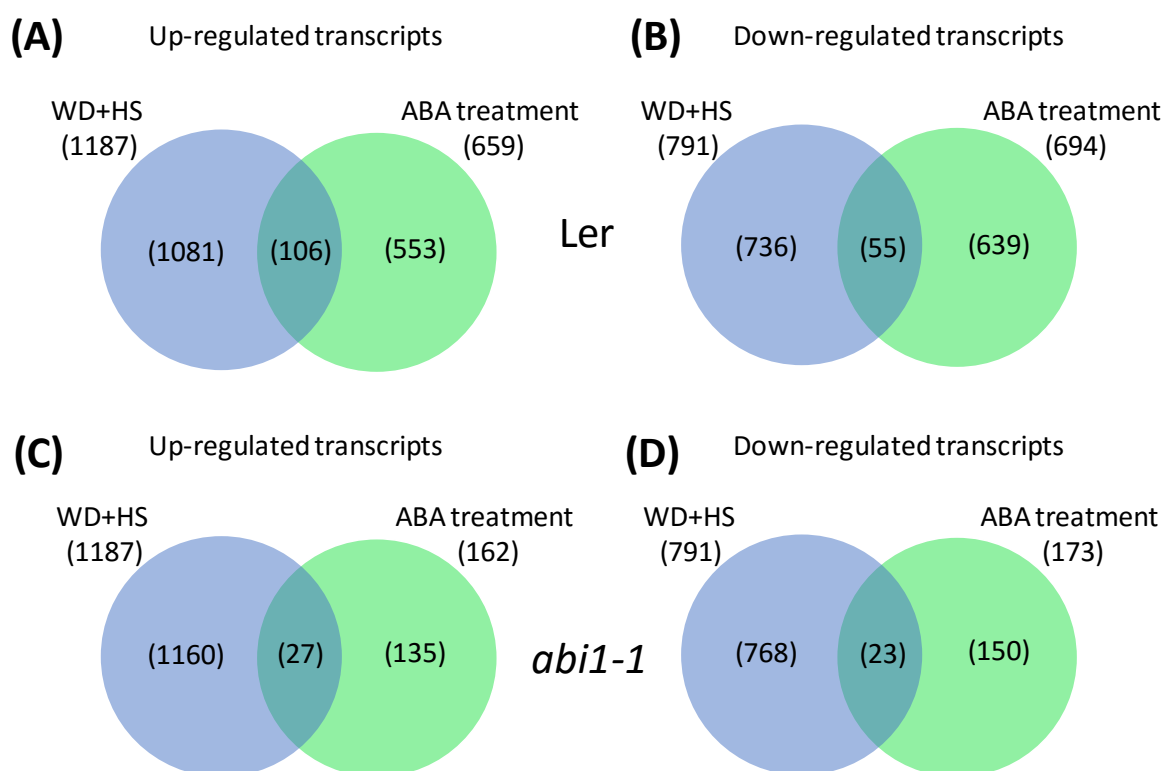 (A)
Up-regulated transcripts
WD+HS
(1187)
ABA treatment
(659)
(1081)
(106)
(553)
(B)
Down-regulated transcripts
WD+HS
(791)
ABA treatment
(694)
(736)
(55)
(639)
Ler
(C)
Up-regulated transcripts
WD+HS
(1187)
ABA treatment
(162)
(1160)
(27)
(135)
(D)
Down-regulated transcripts
WD+HS
(791)
ABA treatment
(173)
(768)
(23)
(150)
abi1-1